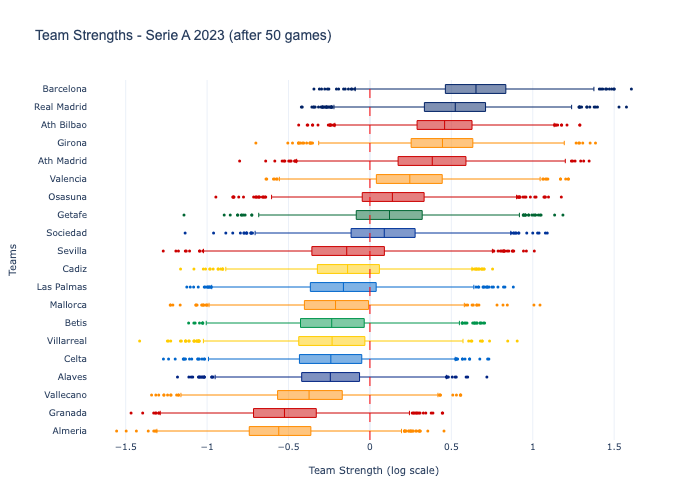 Team Strengths - Serie A 2023 (after 50 games)
Barcelona
Real Madrid
Ath Bilbao
Girona
Ath Madrid
Valencia
Osasuna
Getafe
Sociedad
Sevilla
Cadiz
Las Palmas
Mallorca
Betis
Villarreal
Celta
Alaves
Vallecano
Granada
Almeria
Teams
−1.5 −1 −0.5 0 0.5 1 1.5
Team Strength (log scale)